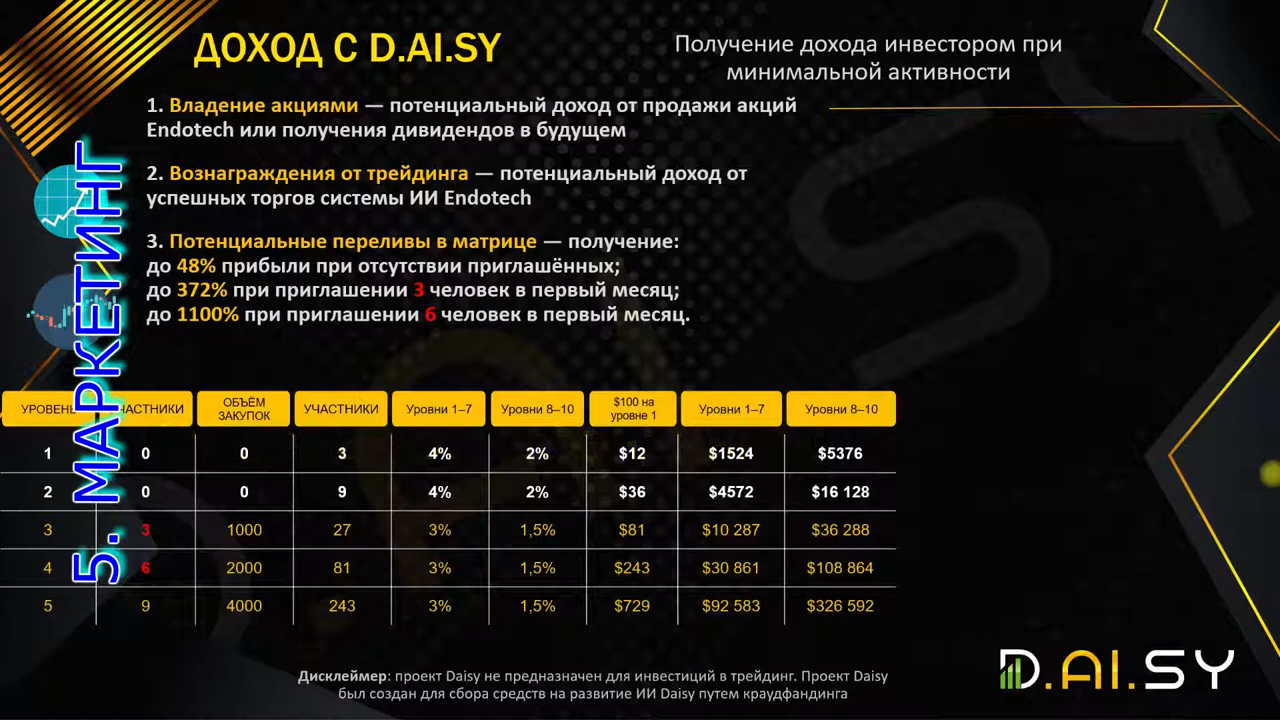 ДОХОД С D.AI.SY
Получение дохода инвестором при
минимальной активности
1. Владение акциями — потенциальный доход от продажи акций
Endotech или получения дивидендов в будущем
2. Вознаграждения от трейдинга — потенциальный доход от
успешных торгов системы ИИ Endotech
3. Потенциальные переливы в матрице — получение:
до 48% прибыли при отсутствии приглашённых;
до 372% при приглашении 3 человек в первый месяц;
до 1100% при приглашении 6 человек в первый месяц.
5. МАРКЕТИНГ
УРОВЕНЬ УЧАСТНИКИ ОБЪЁМ ЗАКУПОК УЧАСТНИКИ Уровни 1–7 Уровни 8–10 $100 на уровне 1 Уровни 1–7 Уровни 8–10
1 0 0 3 4% 2% $12 $1524 $5376
2 0 0 9 4% 2% $36 $4572 $16 128
3 3 1000 27 3% 1,5% $81 $10 287 $36 288
4 6 2000 81 3% 1,5% $243 $30 861 $108 864
5 9 4000 243 3% 1,5% $729 $92 583 $326 592
Дисклеймер: проект Daisy не предназначен для инвестиций в трейдинг. Проект Daisy
был создан для сбора средств на развитие ИИ Daisy путем краудфандинга
D.AI.SY